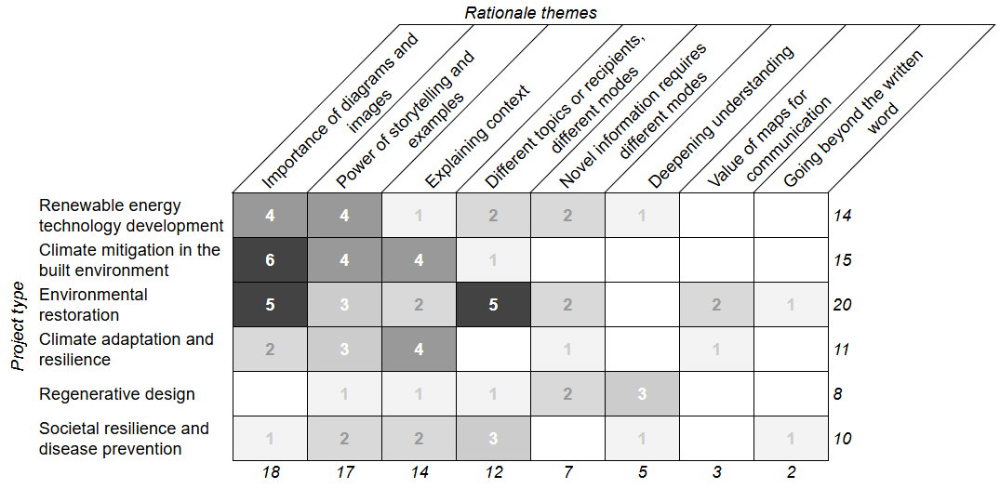 Rationale themes
Importance of diagrams and
images
Power of storytelling and
examples
Explaining context
Different topics or recipients,
different modes
Novel information requires
different modes
Deepening understanding
Value of maps for
communication
Going beyond the written
word
Project type
Renewable energy
technology development
4 4 1 2 2 1 14
Climate mitigation in the
built environment
6 4 4 1 15
Environmental
restoration
5 3 2 5 2 2 1 20
Climate adaptation and
resilience
2 3 4 1 1 11
Regenerative design
1 1 1 2 3 8
Societal resilience and
disease prevention
1 2 2 3 1 1 10
18 17 14 12 7 5 3 2